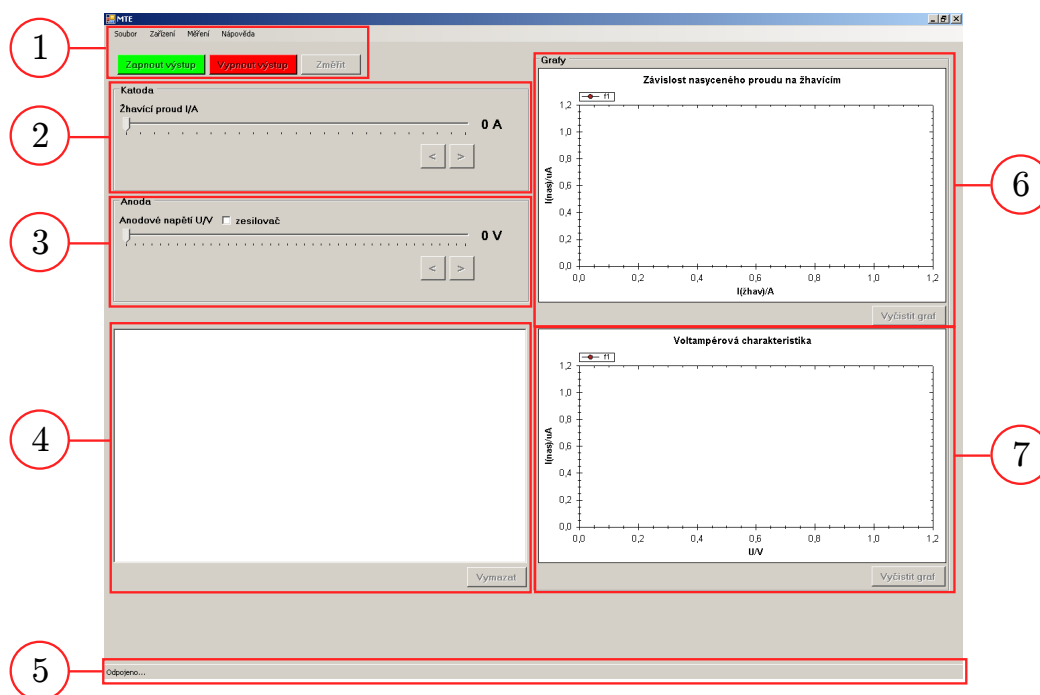 MTE
Soubor Zařízení Měření Nápověda
1
Zapnout výstup Vypnout výstup Změřit
Katoda
Žhavící proud I/A
0 A
2
< >
Anoda
Anodové napětí U/V zesilovač
0 V
3
< >
4
Vymazat
5
Odpojeno...
Grafy
Závislost nasyceného proudu na žhavícím
f1
1,2
1,0
0,8
0,6
0,4
0,2
0,0
I(nas)/uA
0,0 0,2 0,4 0,6 0,8 1,0 1,2
I(žhav)/A
6
Vyčistit graf
Voltampérová charakteristika
f1
1,2
1,0
0,8
0,6
0,4
0,2
0,0
I(nas)/uA
0,0 0,2 0,4 0,6 0,8 1,0 1,2
U/V
7
Vyčistit graf